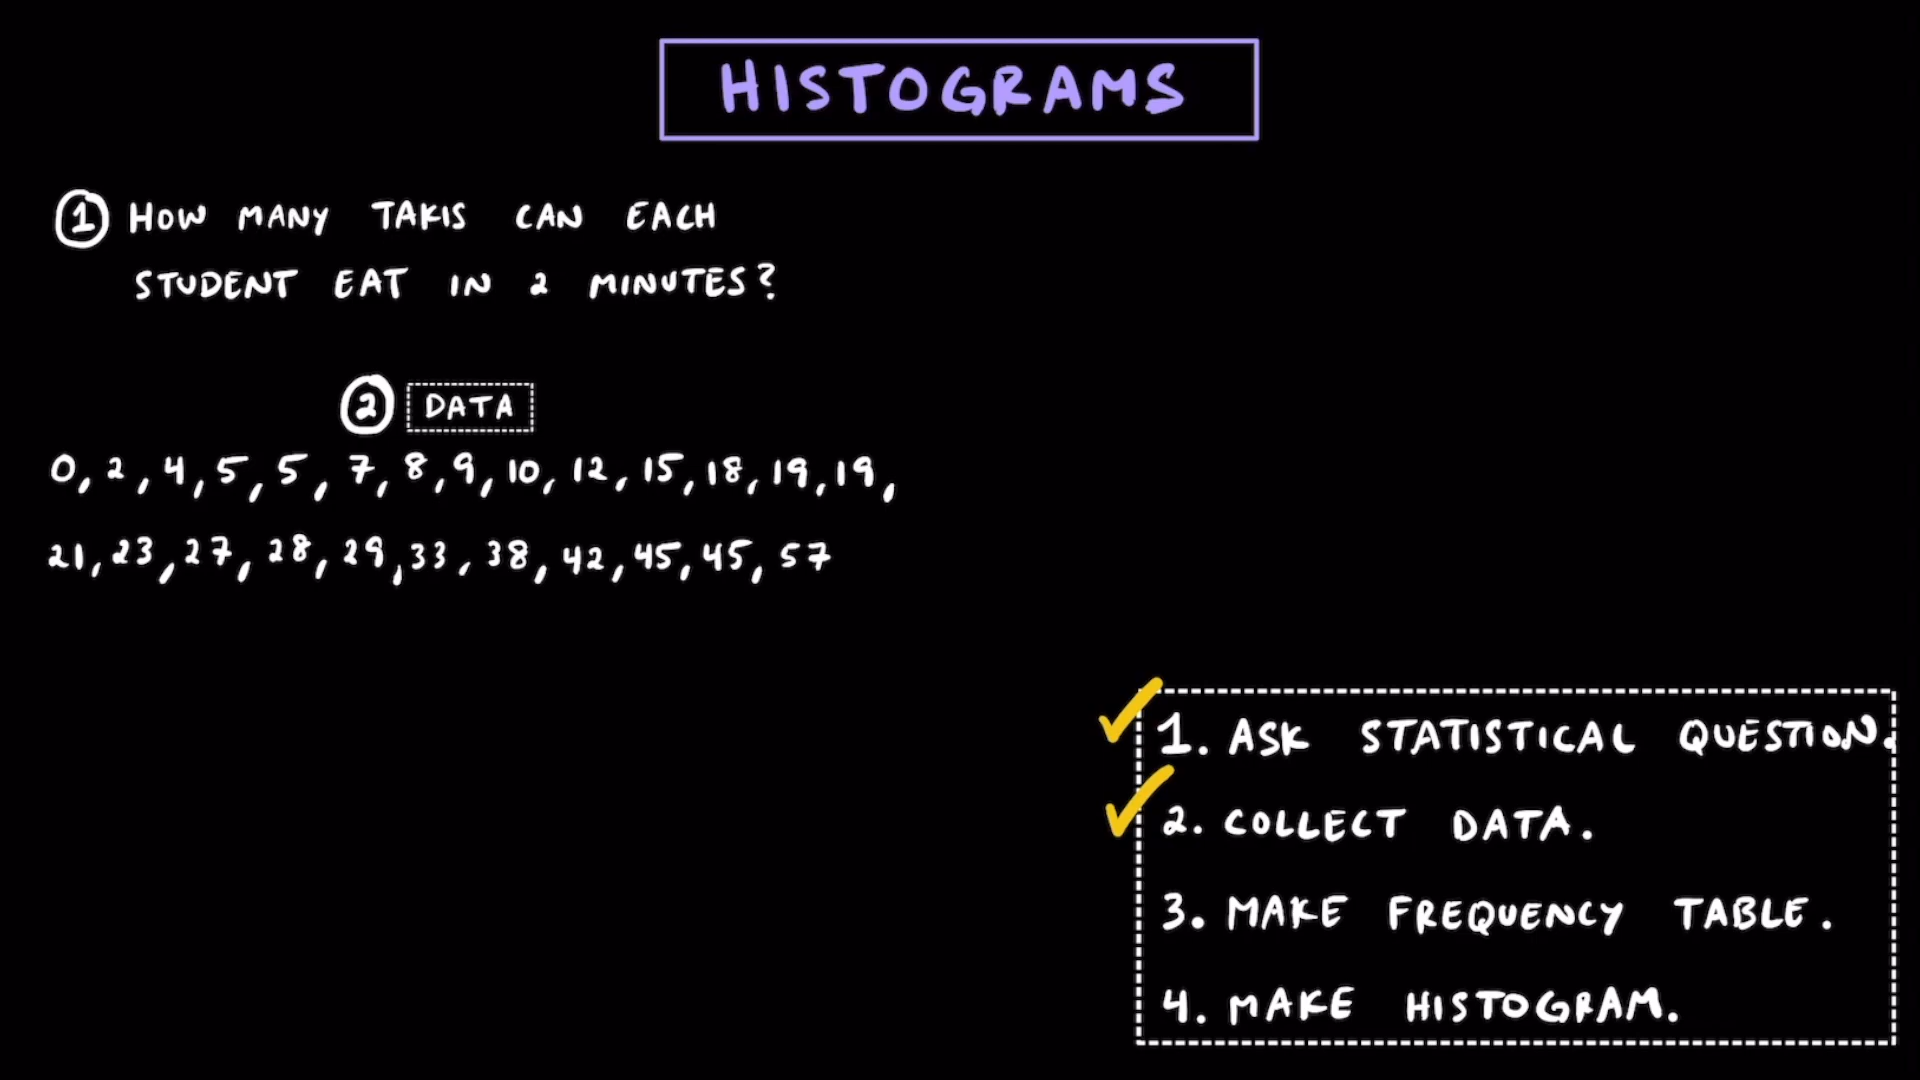 HISTOGRAMS
1 HOW MANY TAKIS CAN EACH
STUDENT EAT IN 2 MINUTES?
2 DATA
0, 2, 4, 5, 5, 7, 8, 9, 10, 12, 15, 18, 19, 19,
21, 23, 27, 28, 29, 33, 38, 42, 45, 45, 57
1. ASK STATISTICAL QUESTION.
2. COLLECT DATA.
3. MAKE FREQUENCY TABLE.
4. MAKE HISTOGRAM.